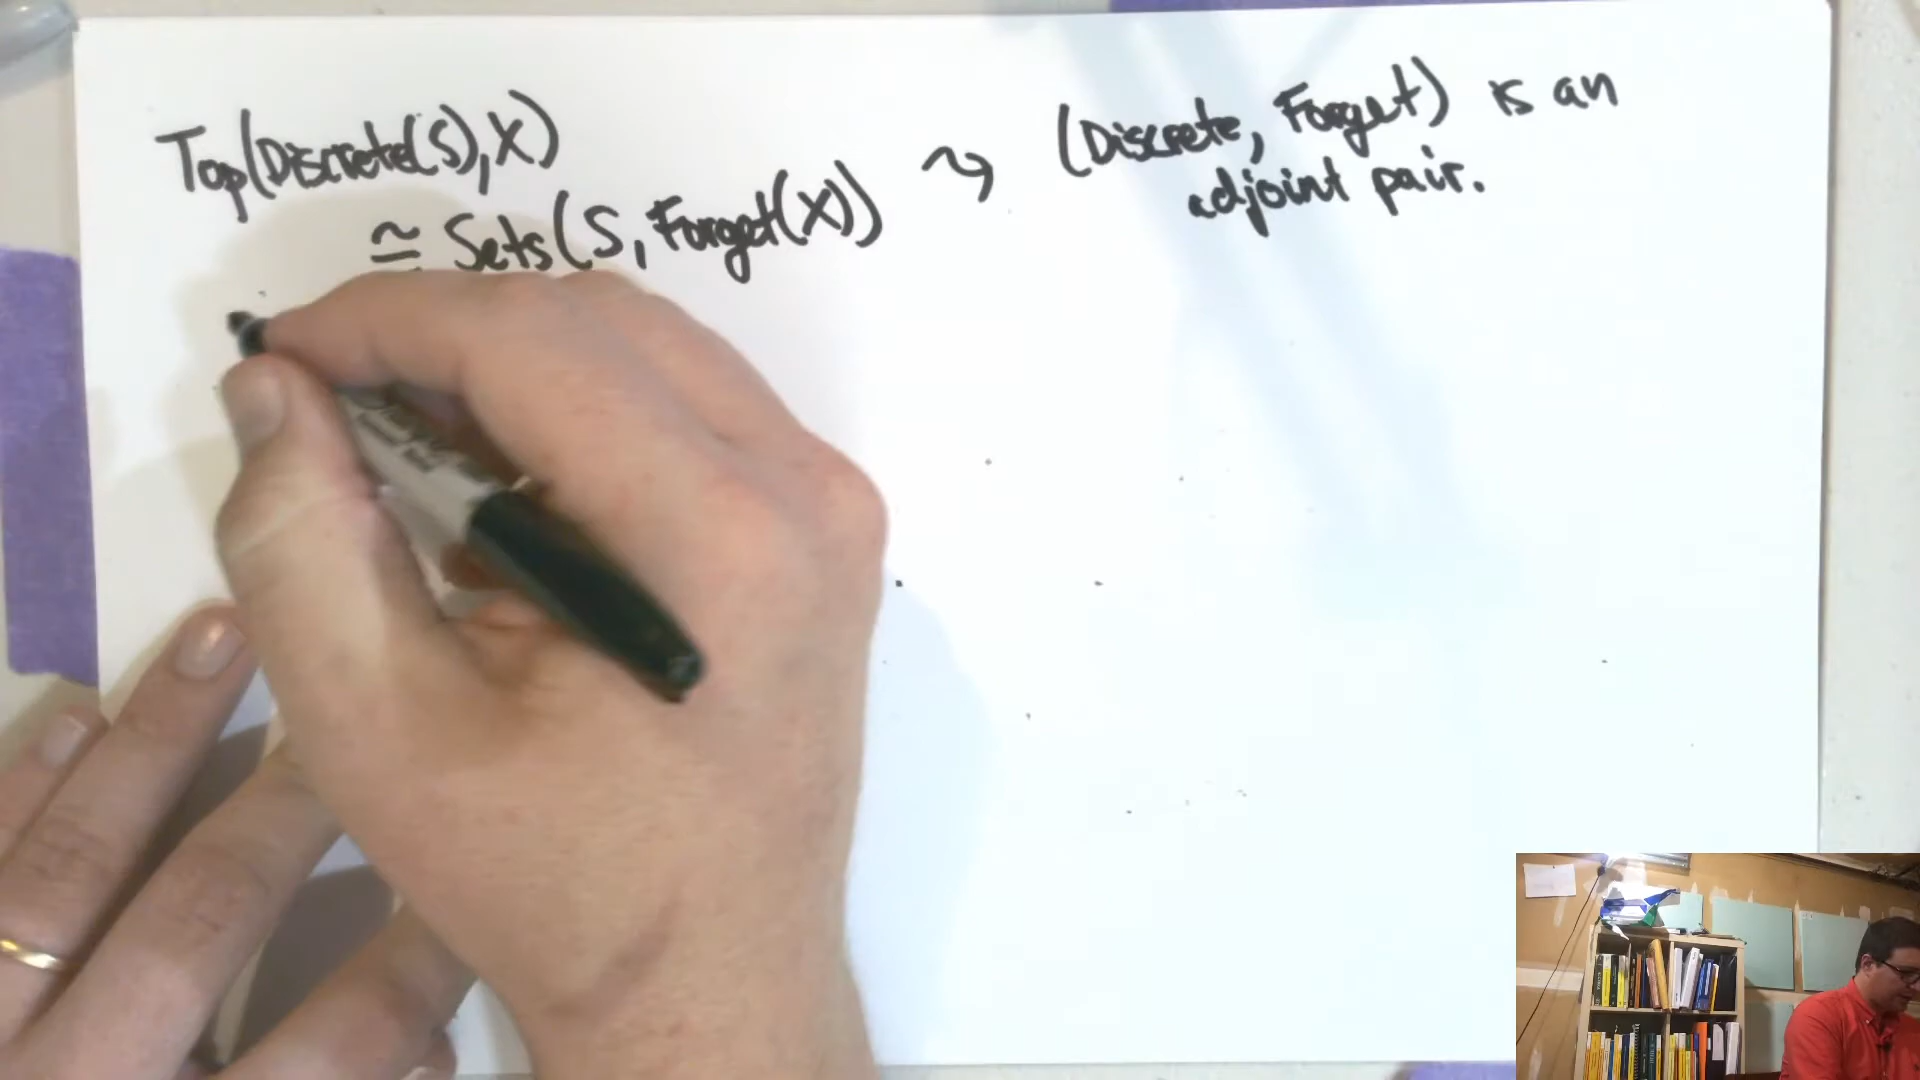 Top(Discrete(S), X)
≅ Sets(S, Forget(X))
⇝
(Discrete, Forget) is an
adjoint pair.